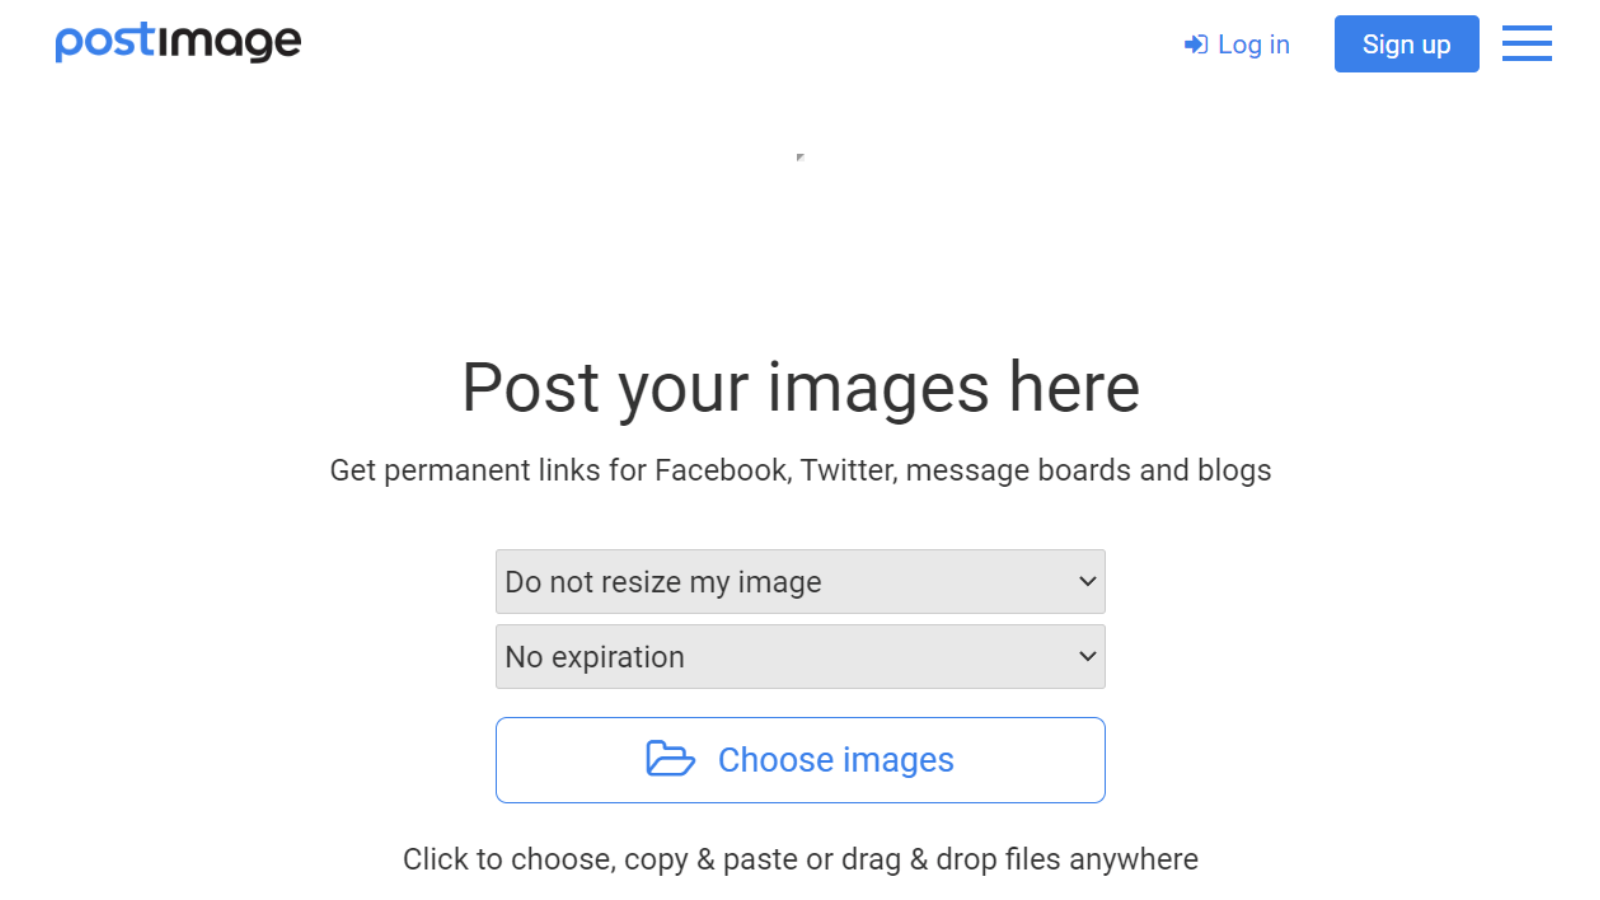 postimage
Log in
Sign up
Post your images here
Get permanent links for Facebook, Twitter, message boards and blogs
Do not resize my image
No expiration
Choose images
Click to choose, copy & paste or drag & drop files anywhere